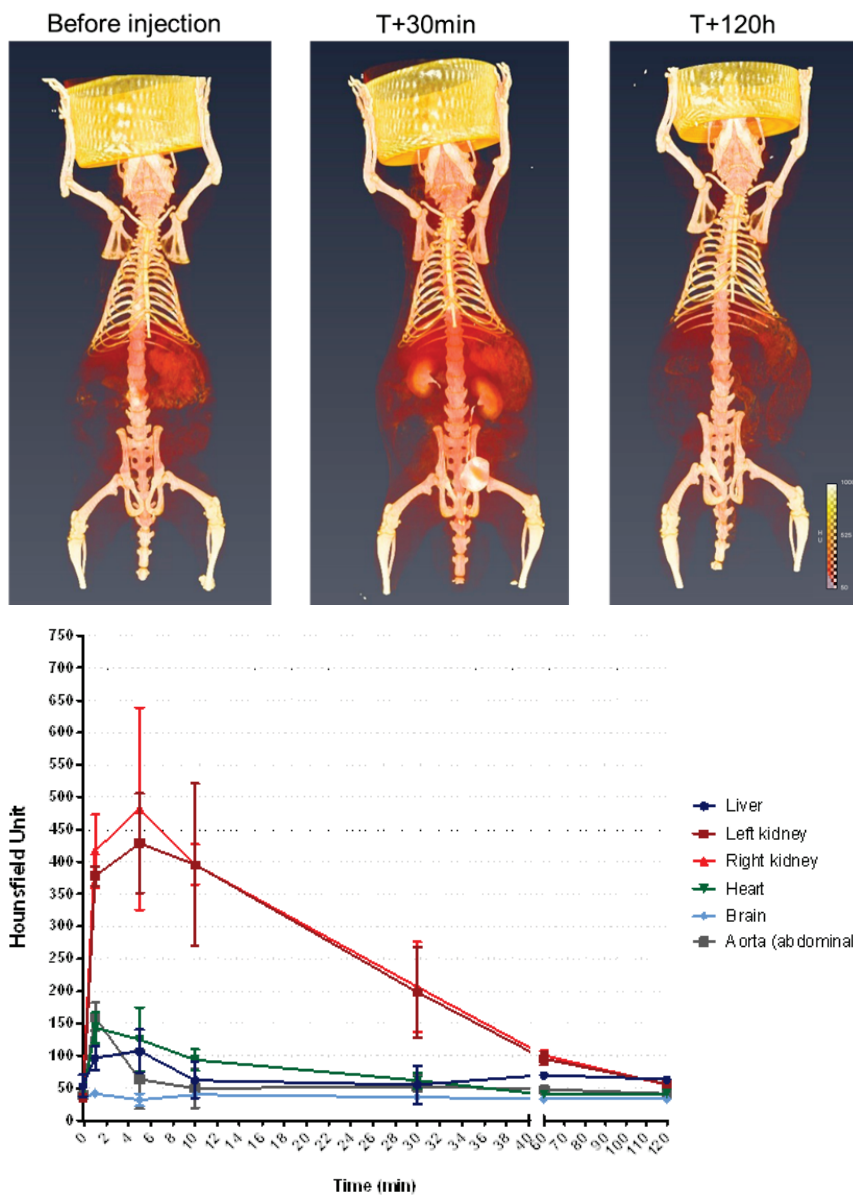 Before injection T+30min T+120h
1000
H
U
525
50
750
700
650
600
550
500
450
400
350
300
250
200
150
100
50
0
Hounsfield Unit
Liver
Left kidney
Right kidney
Heart
Brain
Aorta (abdominal
0 2 4 6 8 10 12 14 16 18 20 22 24 26 28 30 32 34 36 38 40 60 70 80 90 100 110 120
Time (min)